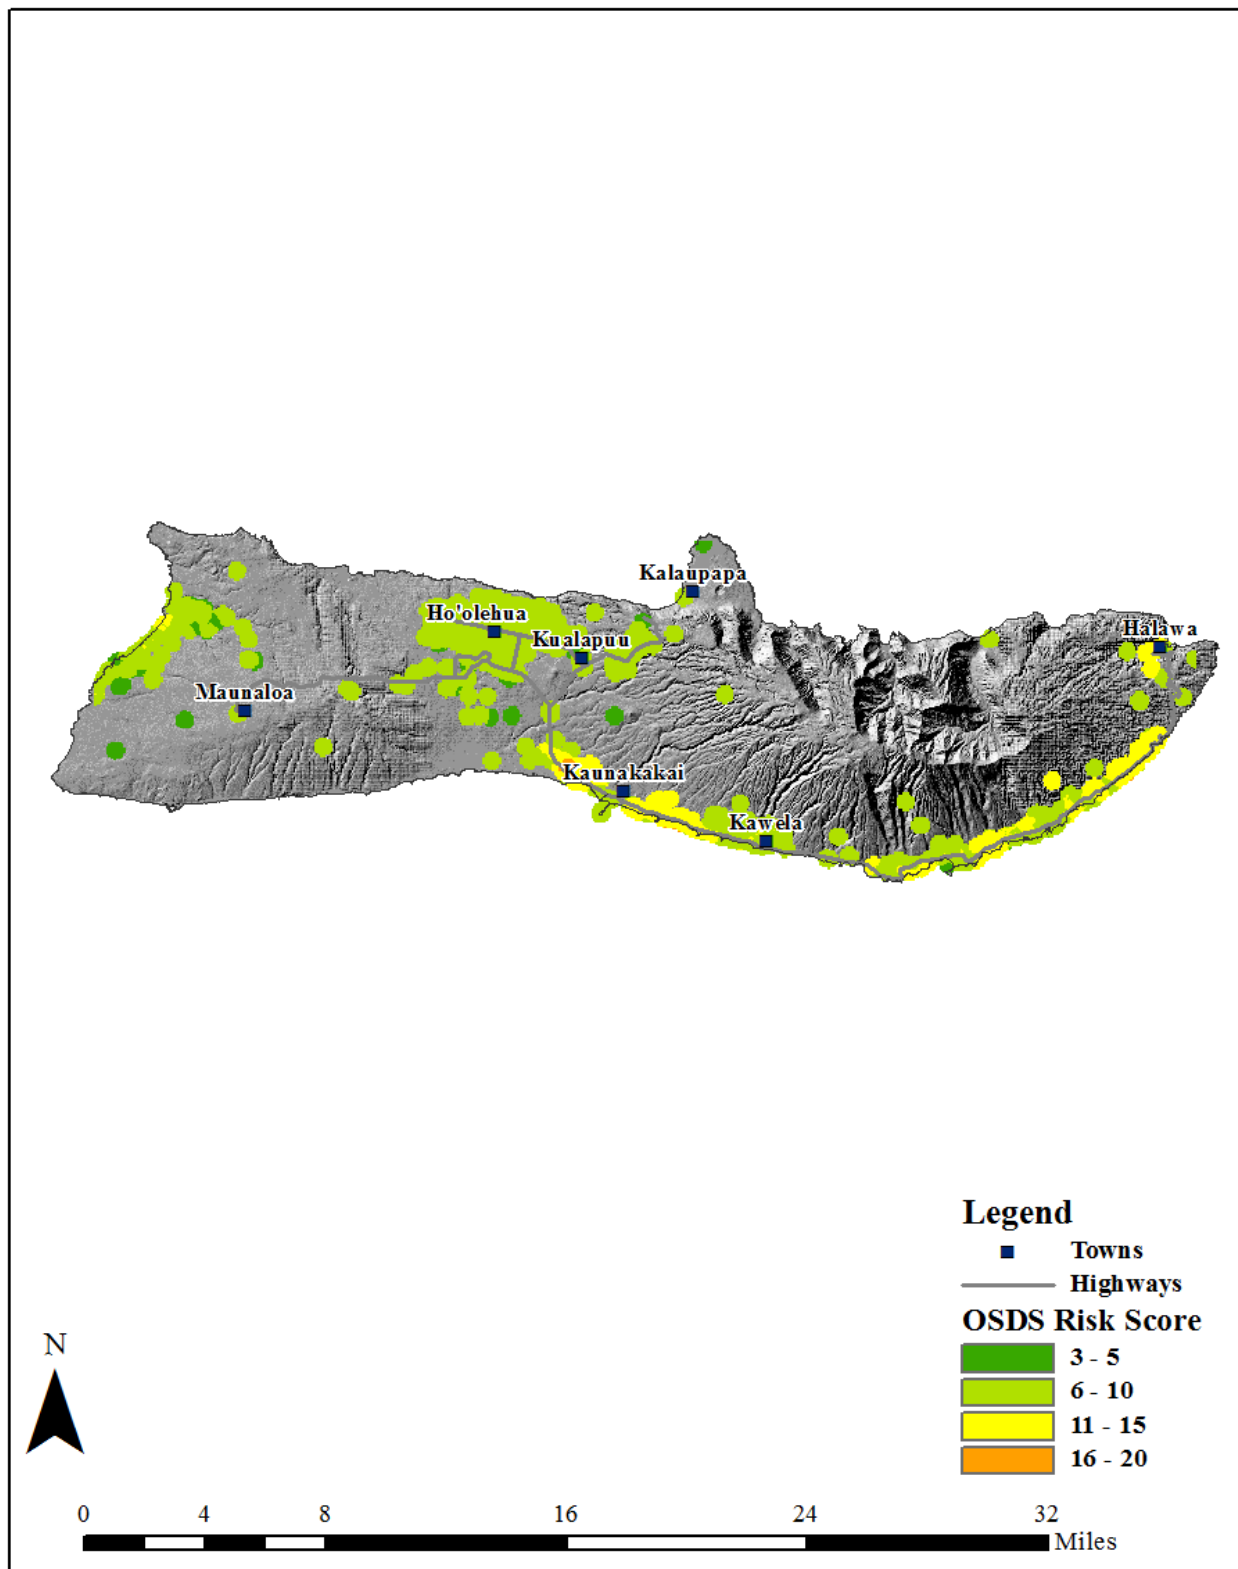 Kalaupapa
Ho'olehua
Kualapuu
Halawa
Maunaloa
Kaunakakai
Kawela
Legend
Towns
Highways
OSDS Risk Score
3 - 5
6 - 10
11 - 15
16 - 20
N
0 4 8 16 24 32
Miles